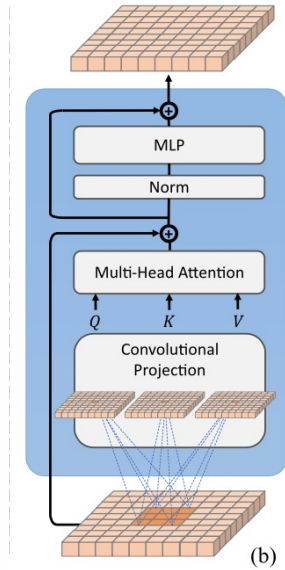 MLP
Norm
Multi-Head Attention
Q K V
Convolutional
Projection
(b)